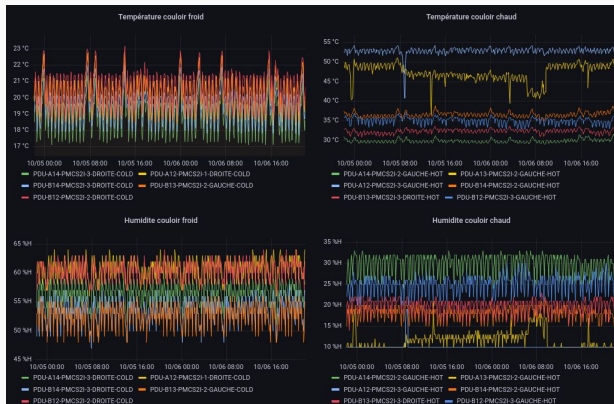 Température couloir froid
23 °C
22 °C
21 °C
20 °C
19 °C
18 °C
17 °C
10/05 00:00 10/05 08:00 10/05 16:00 10/06 00:00 10/06 08:00 10/06 16:00
PDU-A14-PMCS2I-3-DROITE-COLD PDU-A12-PMCS2I-1-DROITE-COLD
PDU-B14-PMCS2I-3-DROITE-COLD PDU-B13-PMCS2I-2-GAUCHE-COLD
PDU-B12-PMCS2I-2-DROITE-COLD
Température couloir chaud
55 °C
50 °C
45 °C
40 °C
35 °C
30 °C
10/05 00:00 10/05 08:00 10/05 16:00 10/06 00:00 10/06 08:00 10/06 16:00
PDU-A14-PMCS2I-2-GAUCHE-HOT PDU-A13-PMCS2I-2-GAUCHE-HOT
PDU-A12-PMCS2I-3-GAUCHE-HOT PDU-B14-PMCS2I-2-GAUCHE-HOT
PDU-B13-PMCS2I-3-GAUCHE-HOT PDU-B12-PMCS2I-3-GAUCHE-HOT
Humidite couloir froid
65 %H
60 %H
55 %H
50 %H
45 %H
10/05 00:00 10/05 08:00 10/05 16:00 10/06 00:00 10/06 08:00 10/06 16:00
PDU-A14-PMCS2I-3-DROITE-COLD PDU-A12-PMCS2I-1-DROITE-COLD
PDU-B14-PMCS2I-3-DROITE-COLD PDU-B13-PMCS2I-2-GAUCHE-COLD
PDU-B12-PMCS2I-2-DROITE-COLD
Humidite couloir chaud
35 %H
30 %H
25 %H
20 %H
15 %H
10 %H
10/05 00:00 10/05 08:00 10/05 16:00 10/06 00:00 10/06 08:00 10/06 16:00
PDU-A14-PMCS2I-2-GAUCHE-HOT PDU-A13-PMCS2I-2-GAUCHE-HOT
PDU-A12-PMCS2I-3-GAUCHE-HOT PDU-B14-PMCS2I-2-GAUCHE-HOT
PDU-B13-PMCS2I-3-GAUCHE-HOT PDU-B12-PMCS2I-3-GAUCHE-HOT